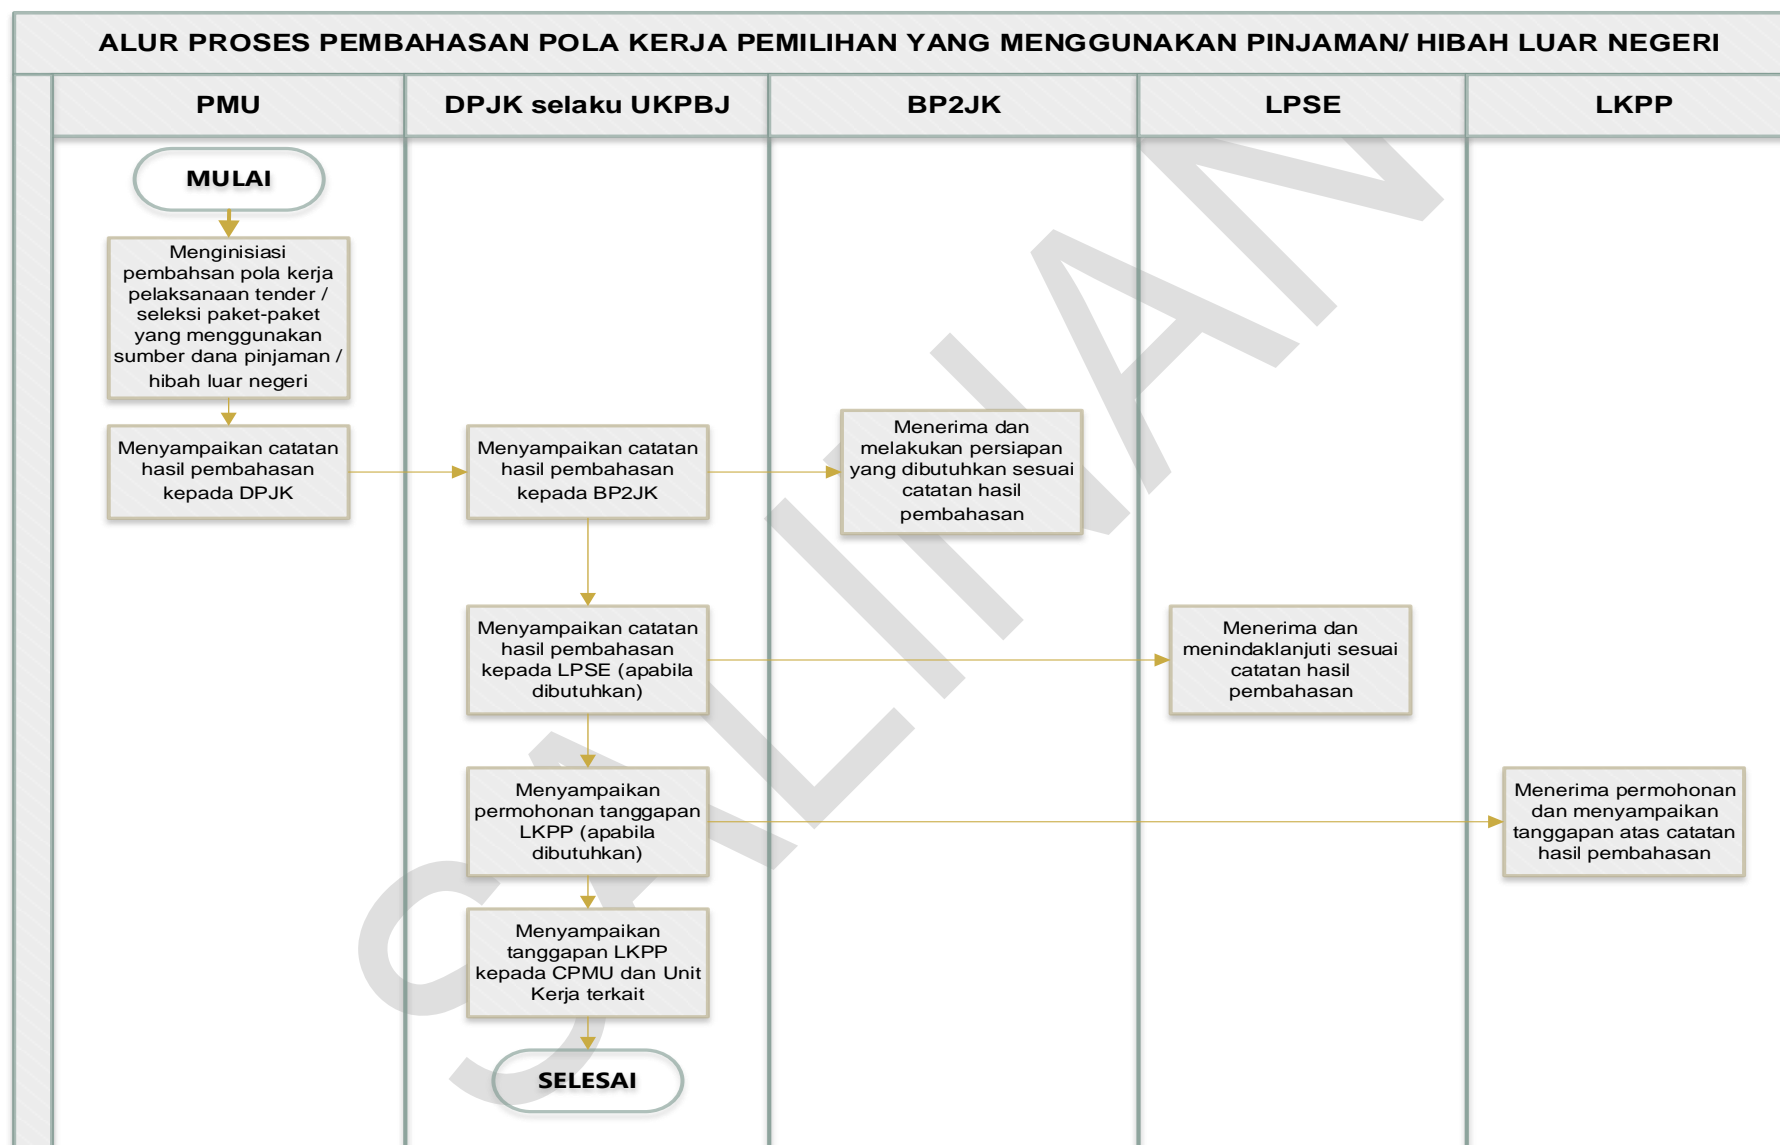 ALUR PROSES PEMBAHASAN POLA KERJA PEMILIHAN YANG MENGGUNAKAN PINJAMAN/ HIBAH LUAR NEGERI
PMU
DPJK selaku UKPBJ
BP2JK
LPSE
LKPP
MULAI
Menginisiasi
pembahsan pola kerja
pelaksanaan tender /
seleksi paket-paket
yang menggunakan
sumber dana pinjaman /
hibah luar negeri
Menyampaikan catatan
hasil pembahasan
kepada DPJK
Menyampaikan catatan
hasil pembahasan
kepada BP2JK
Menerima dan
melakukan persiapan
yang dibutuhkan sesuai
catatan hasil
pembahasan
Menyampaikan catatan
hasil pembahasan
kepada LPSE (apabila
dibutuhkan)
Menerima dan
menindaklanjuti sesuai
catatan hasil
pembahasan
Menyampaikan
permohonan tanggapan
LKPP (apabila
dibutuhkan)
Menerima permohonan
dan menyampaikan
tanggapan atas catatan
hasil pembahasan
Menyampaikan
tanggapan LKPP
kepada CPMU dan Unit
Kerja terkait
SELESAI
SALINAN